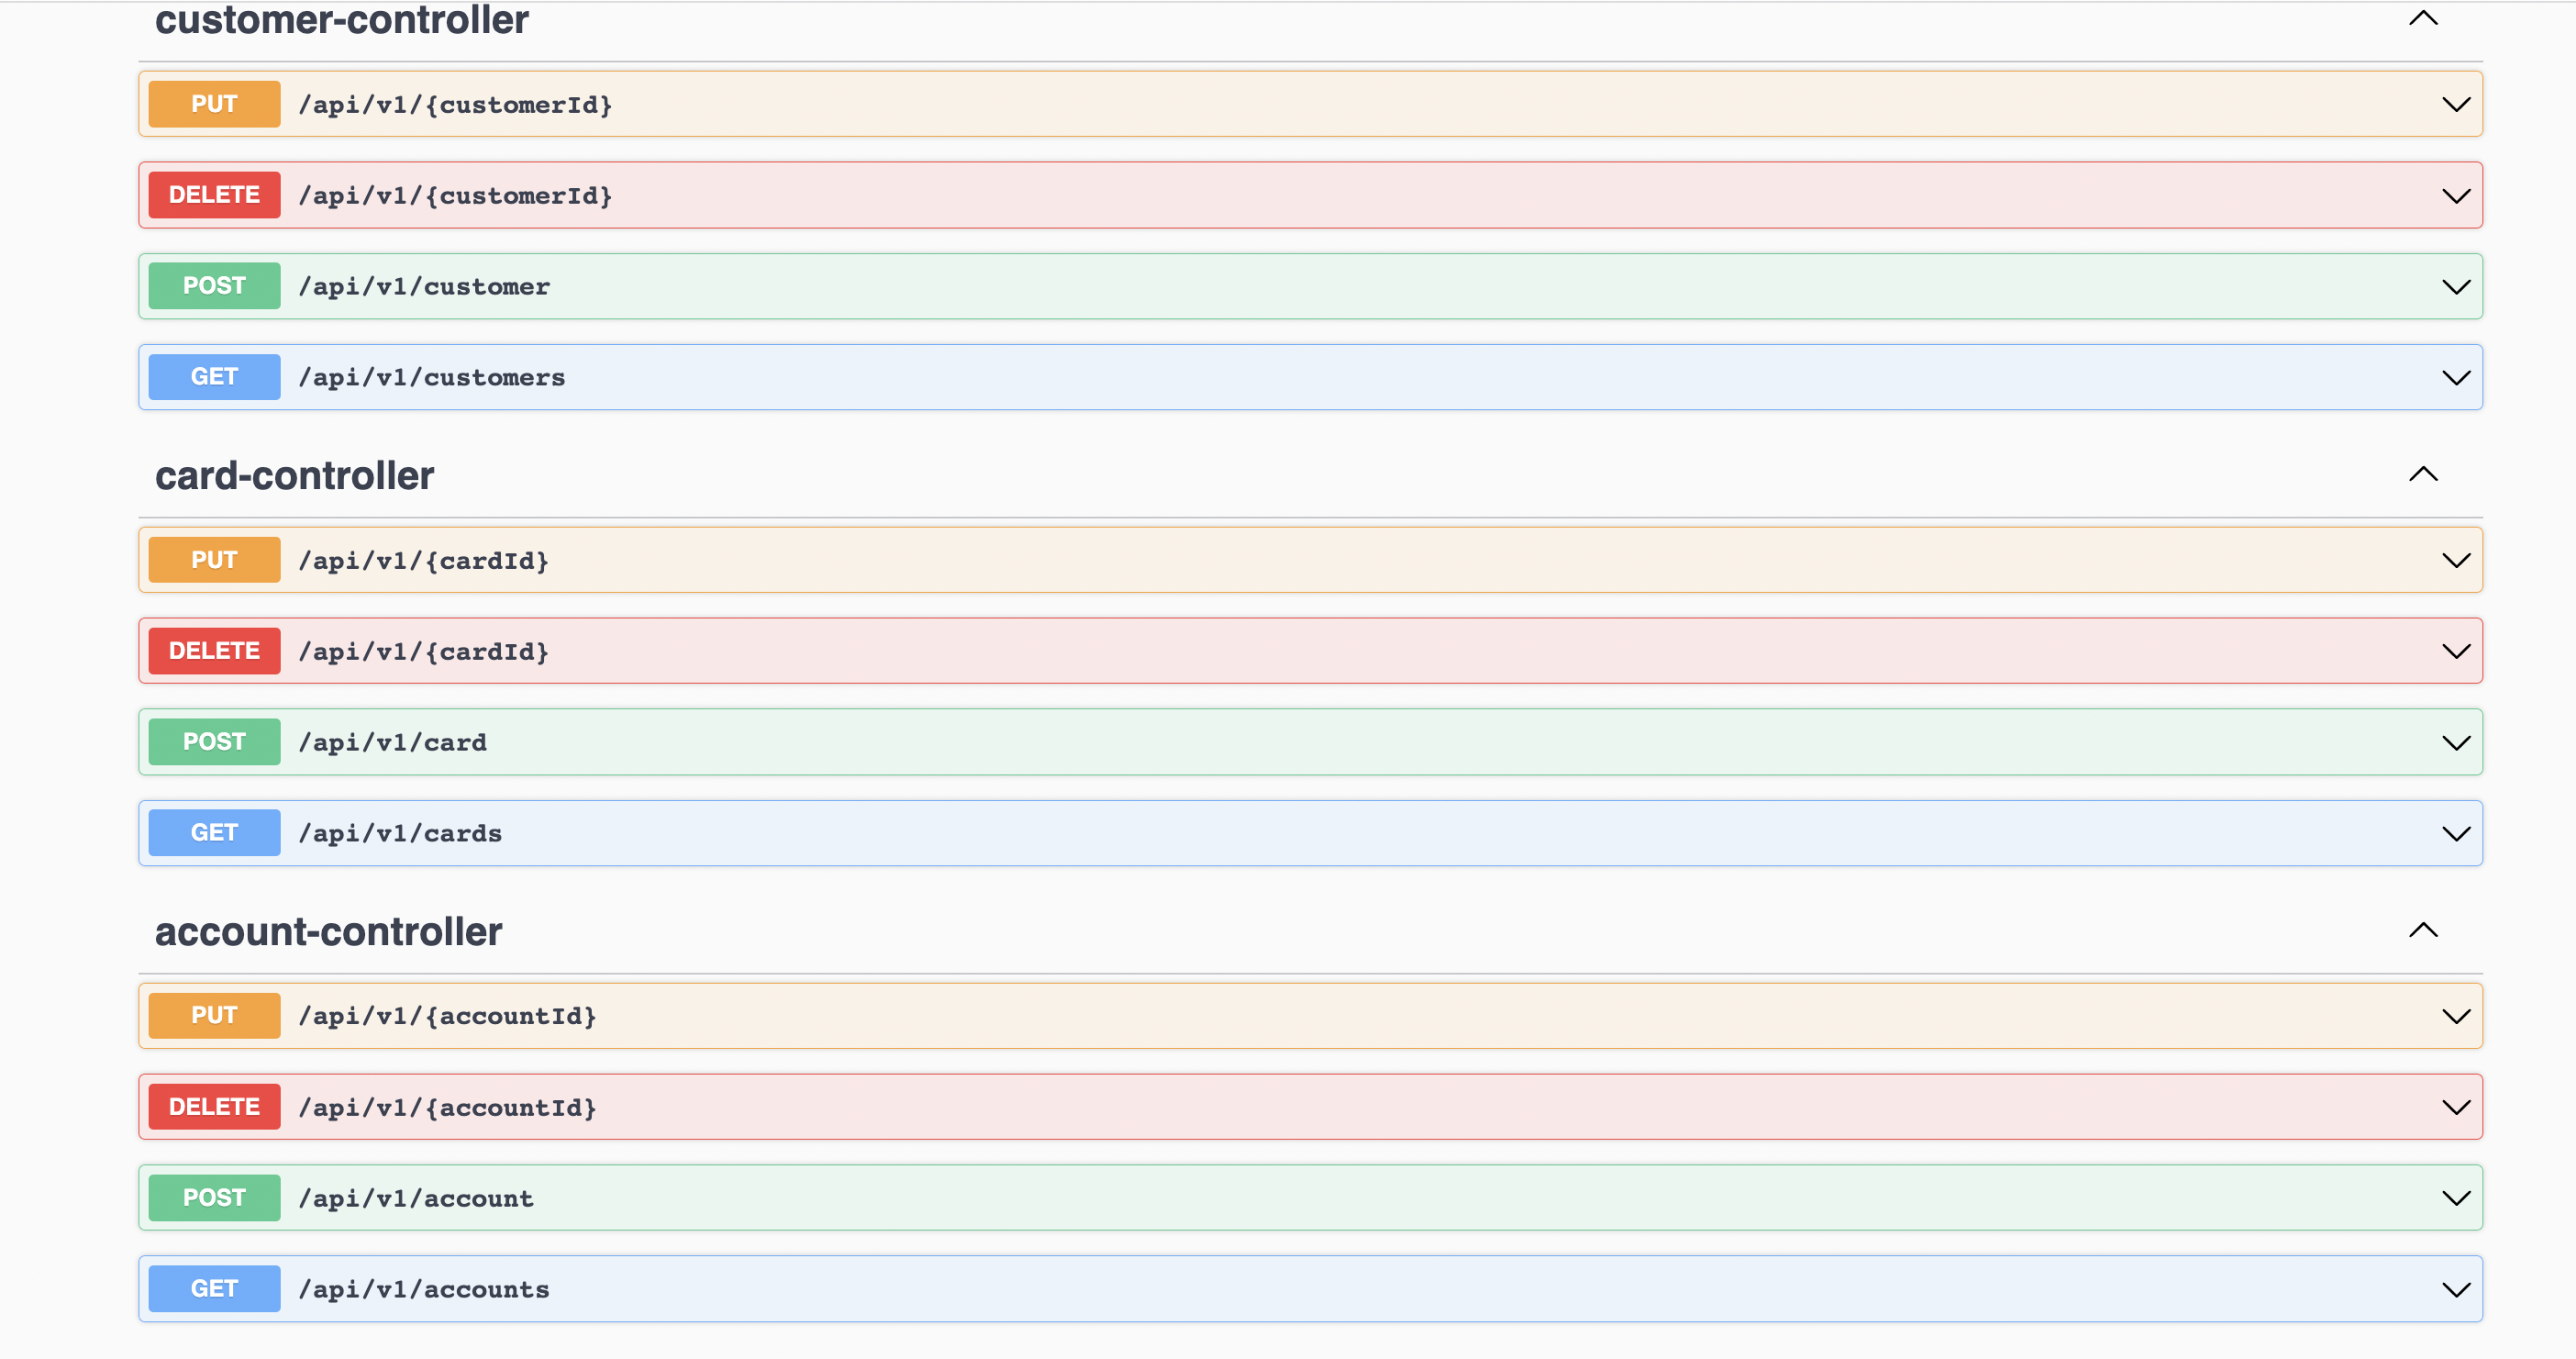 customer-controller
PUT /api/v1/{customerId}
DELETE /api/v1/{customerId}
POST /api/v1/customer
GET /api/v1/customers
card-controller
PUT /api/v1/{cardId}
DELETE /api/v1/{cardId}
POST /api/v1/card
GET /api/v1/cards
account-controller
PUT /api/v1/{accountId}
DELETE /api/v1/{accountId}
POST /api/v1/account
GET /api/v1/accounts